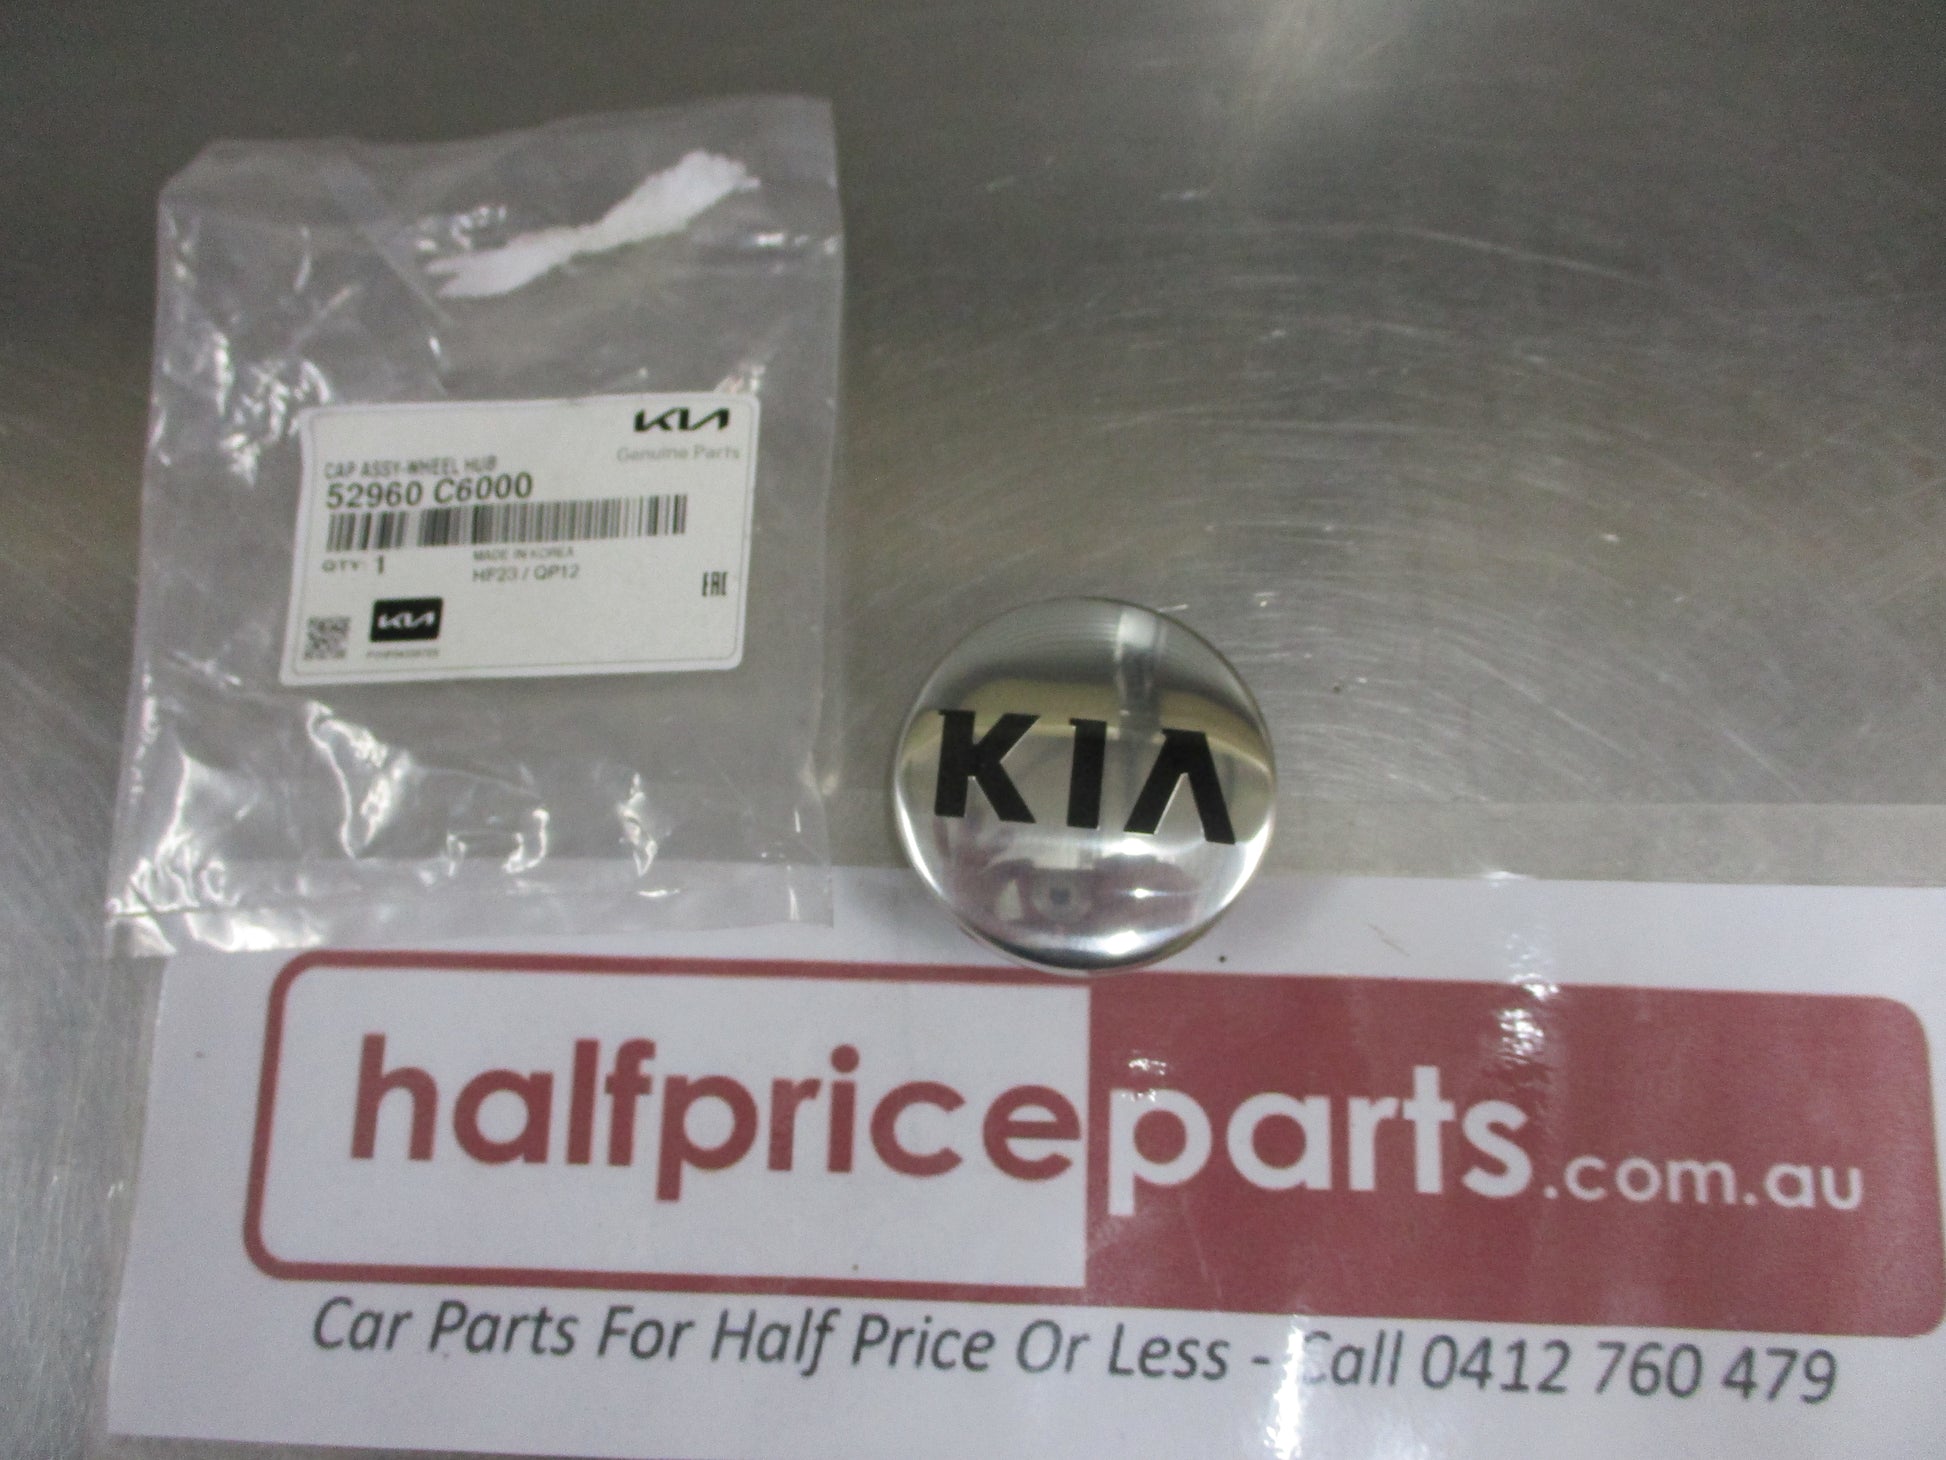 KIA
Genuine Parts
CAP ASSY-WHEEL HUB
52960 C6000
MADE IN KOREA
QTY: 1
HF23 / QP12
EAC
KIA
KIA
halfpriceparts.com.au
Car Parts For Half Price Or Less - Call 0412 760 479